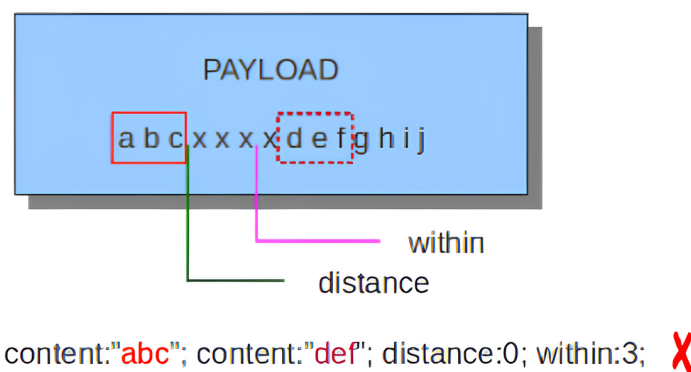 PAYLOAD
a b c x x x x d e f g h i j
within
distance
content:"abc"; content:"def"; distance:0; within:3; X